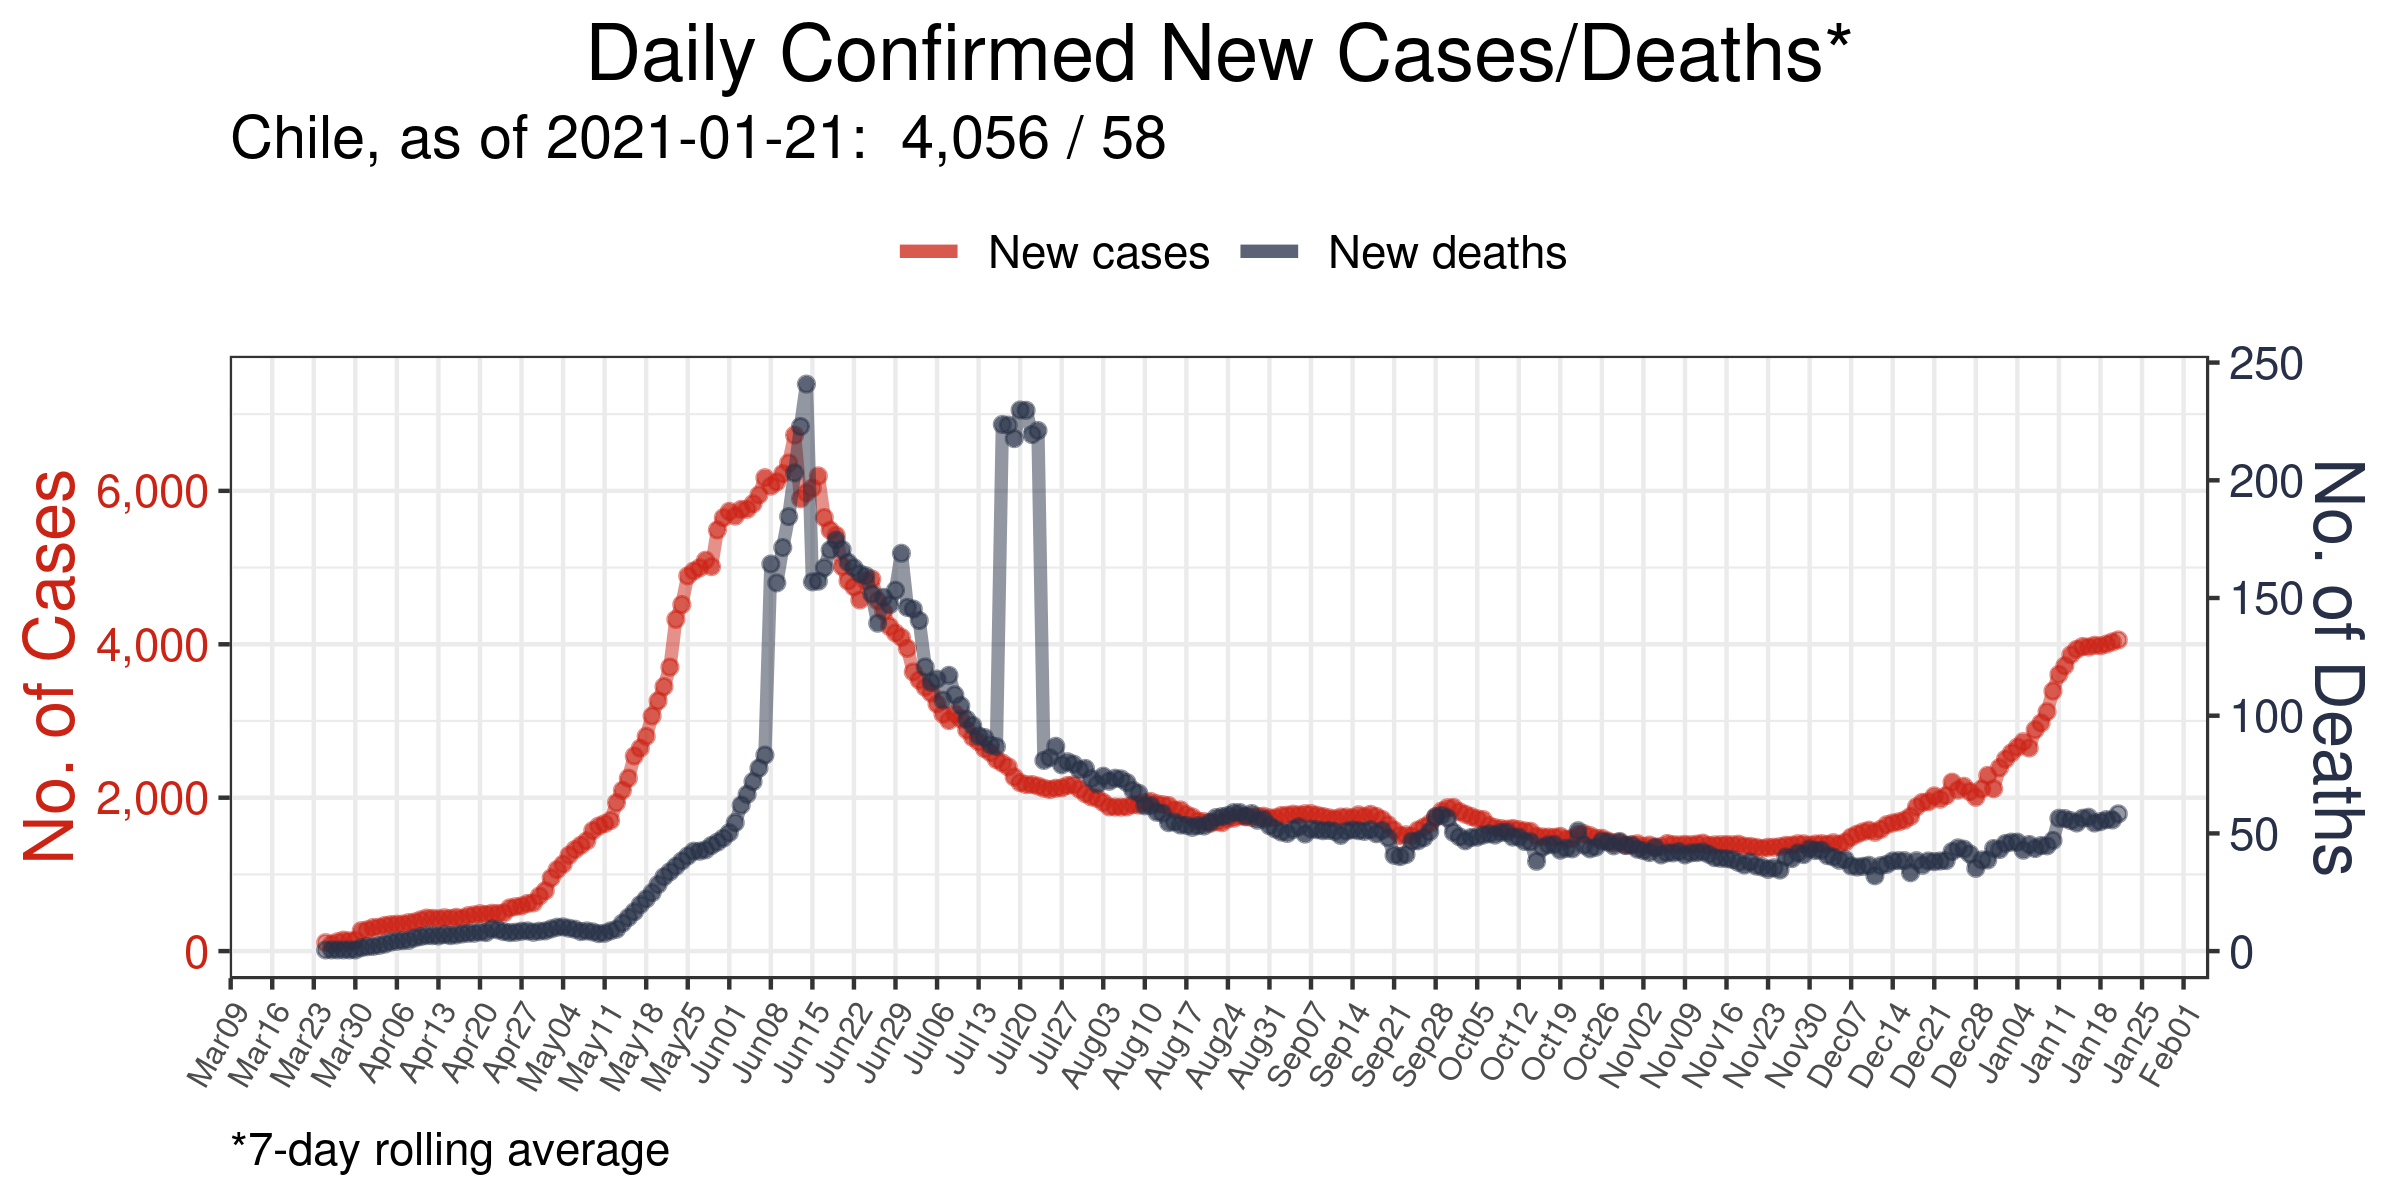 Daily Confirmed New Cases/Deaths*
Chile, as of 2021-01-21:  4,056 / 58
New cases New deaths
No. of Cases
6,000
4,000
2,000
0
250
200
150
100
50
0
No. of Deaths
Mar09 Mar16 Mar23 Mar30 Apr06 Apr13 Apr20 Apr27 May04 May11 May18 May25 Jun01 Jun08 Jun15 Jun22 Jun29 Jul06 Jul13 Jul20 Jul27 Aug03 Aug10 Aug17 Aug24 Aug31 Sep07 Sep14 Sep21 Sep28 Oct05 Oct12 Oct19 Oct26 Nov02 Nov09 Nov16 Nov23 Nov30 Dec07 Dec14 Dec21 Dec28 Jan04 Jan11 Jan18 Jan25 Feb01
*7-day rolling average